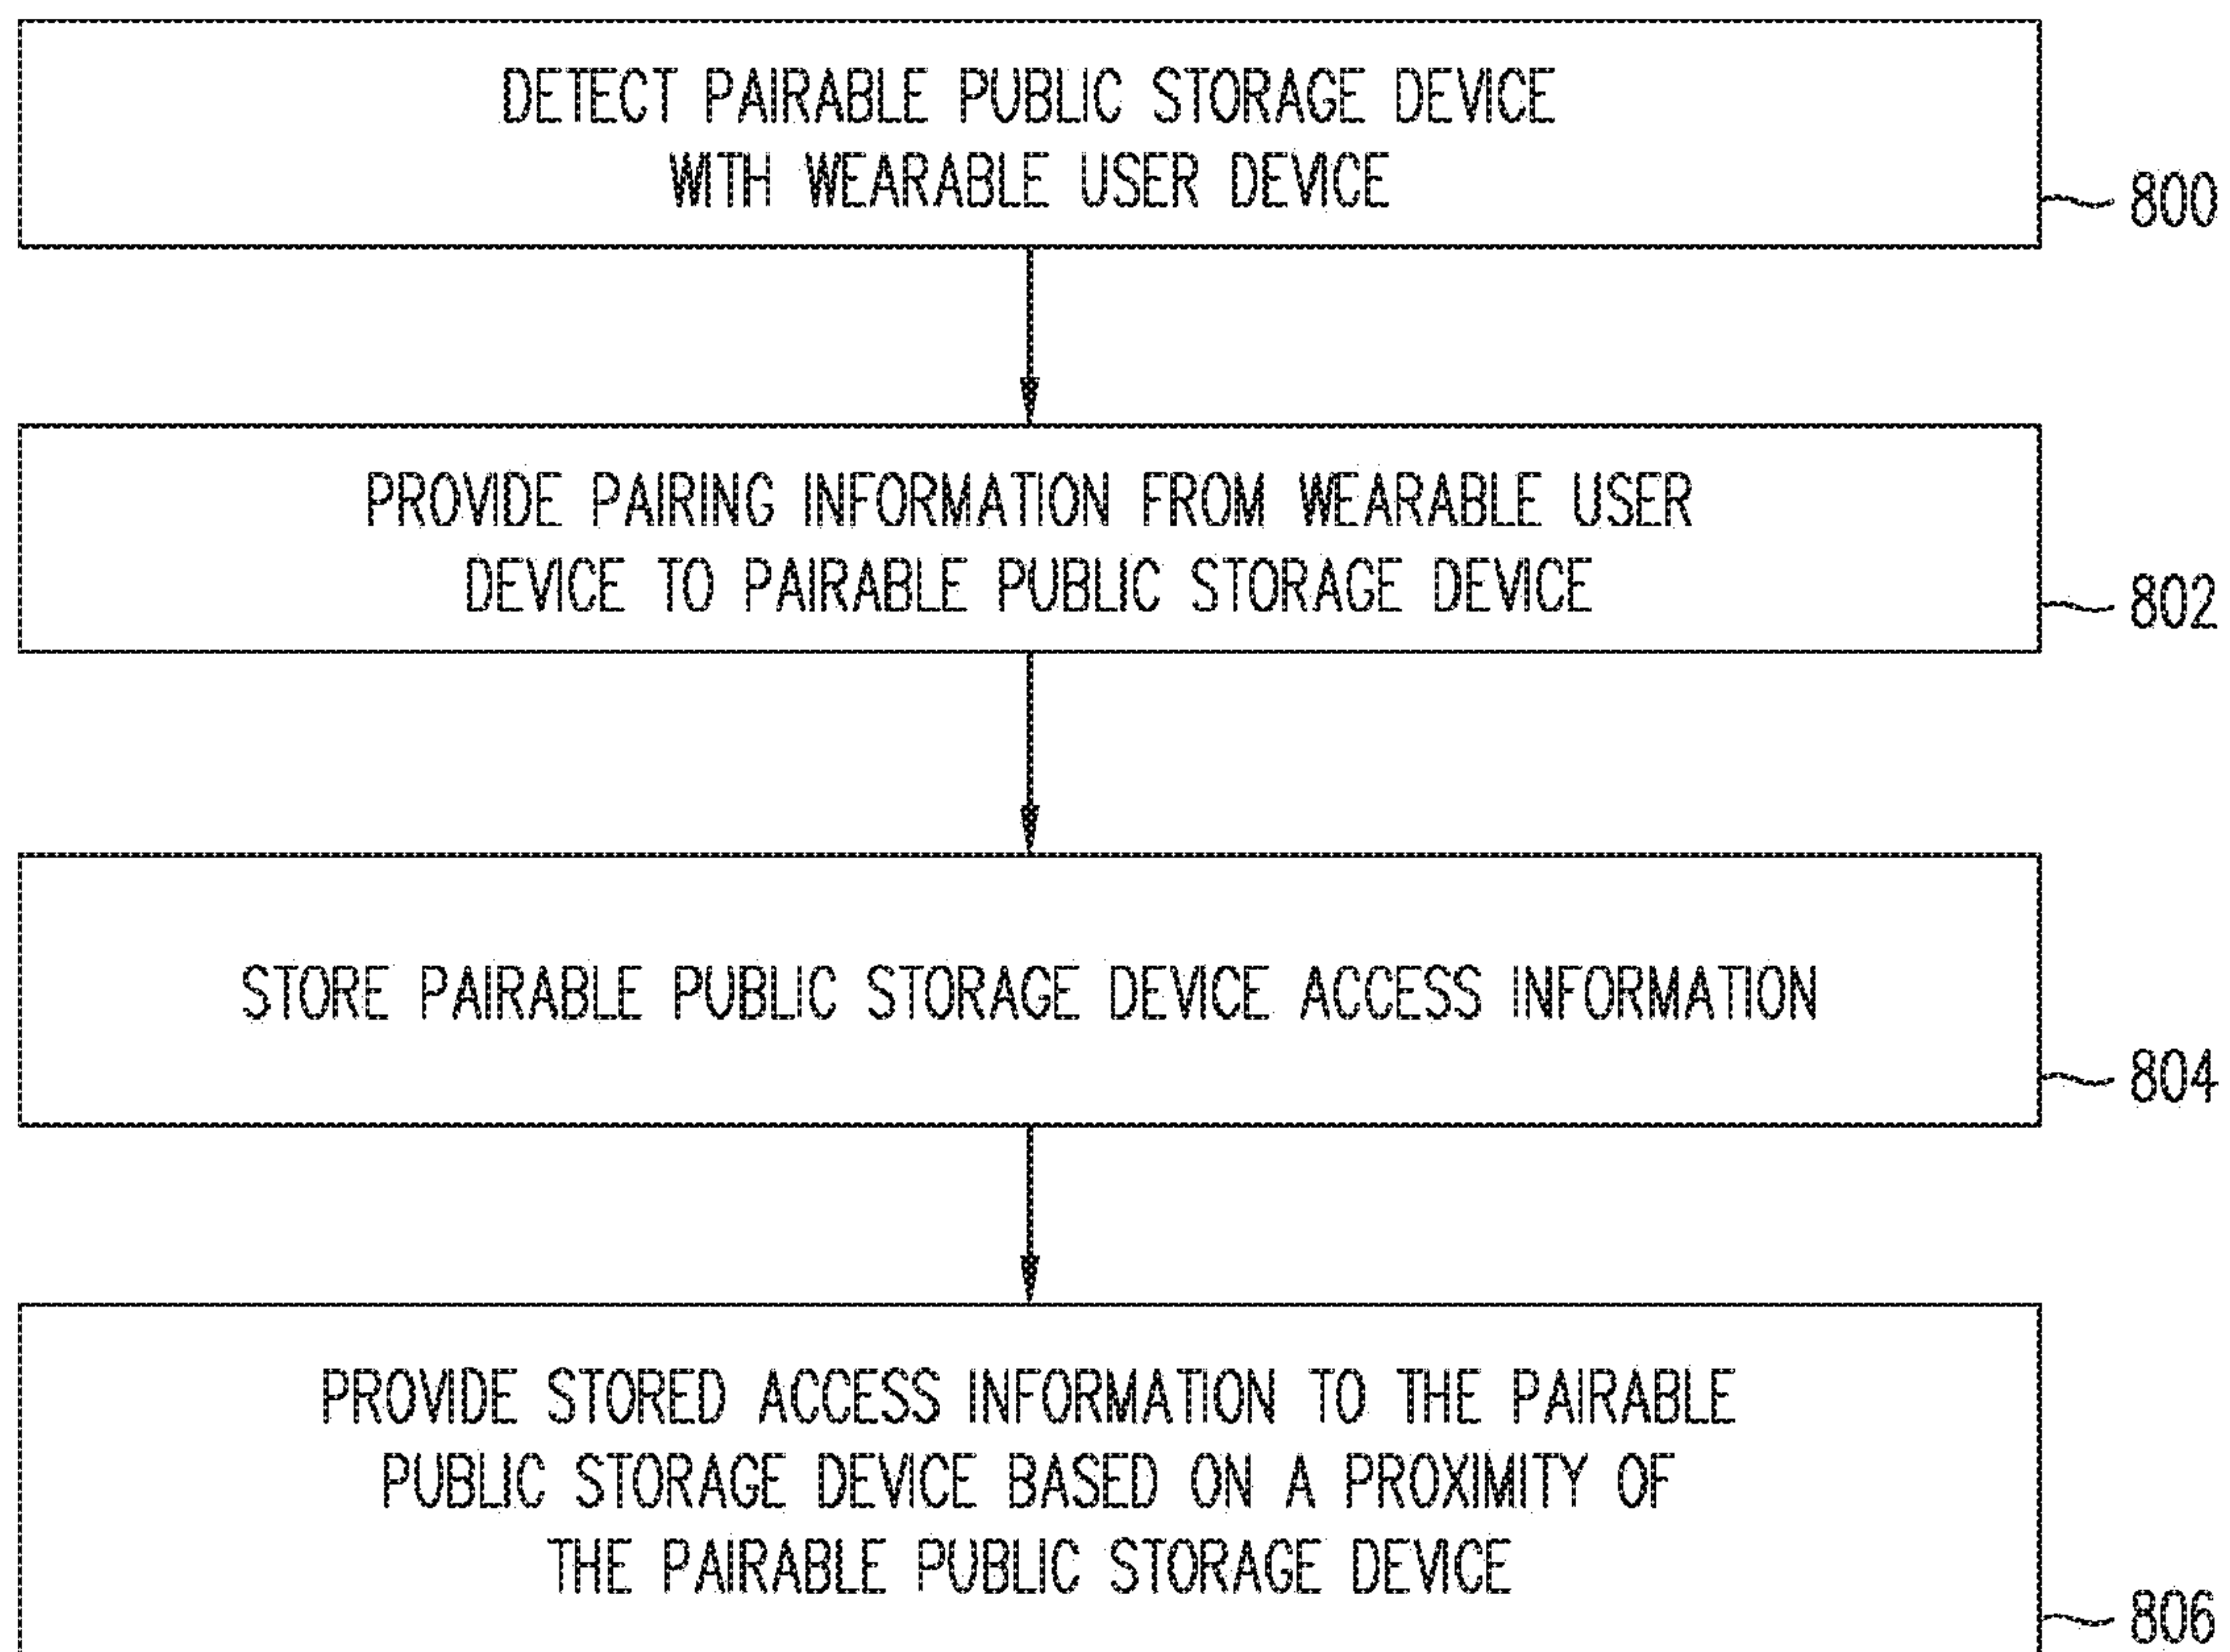 DETECT PAIRABLE PUBLIC STORAGE DEVICE
WITH WEARABLE USER DEVICE
800
PROVIDE PAIRING INFORMATION FROM WEARABLE USER
DEVICE TO PAIRABLE PUBLIC STORAGE DEVICE
802
STORE PAIRABLE PUBLIC STORAGE DEVICE ACCESS INFORMATION
804
PROVIDE STORED ACCESS INFORMATION TO THE PAIRABLE
PUBLIC STORAGE DEVICE BASED ON A PROXIMITY OF
THE PAIRABLE PUBLIC STORAGE DEVICE
806